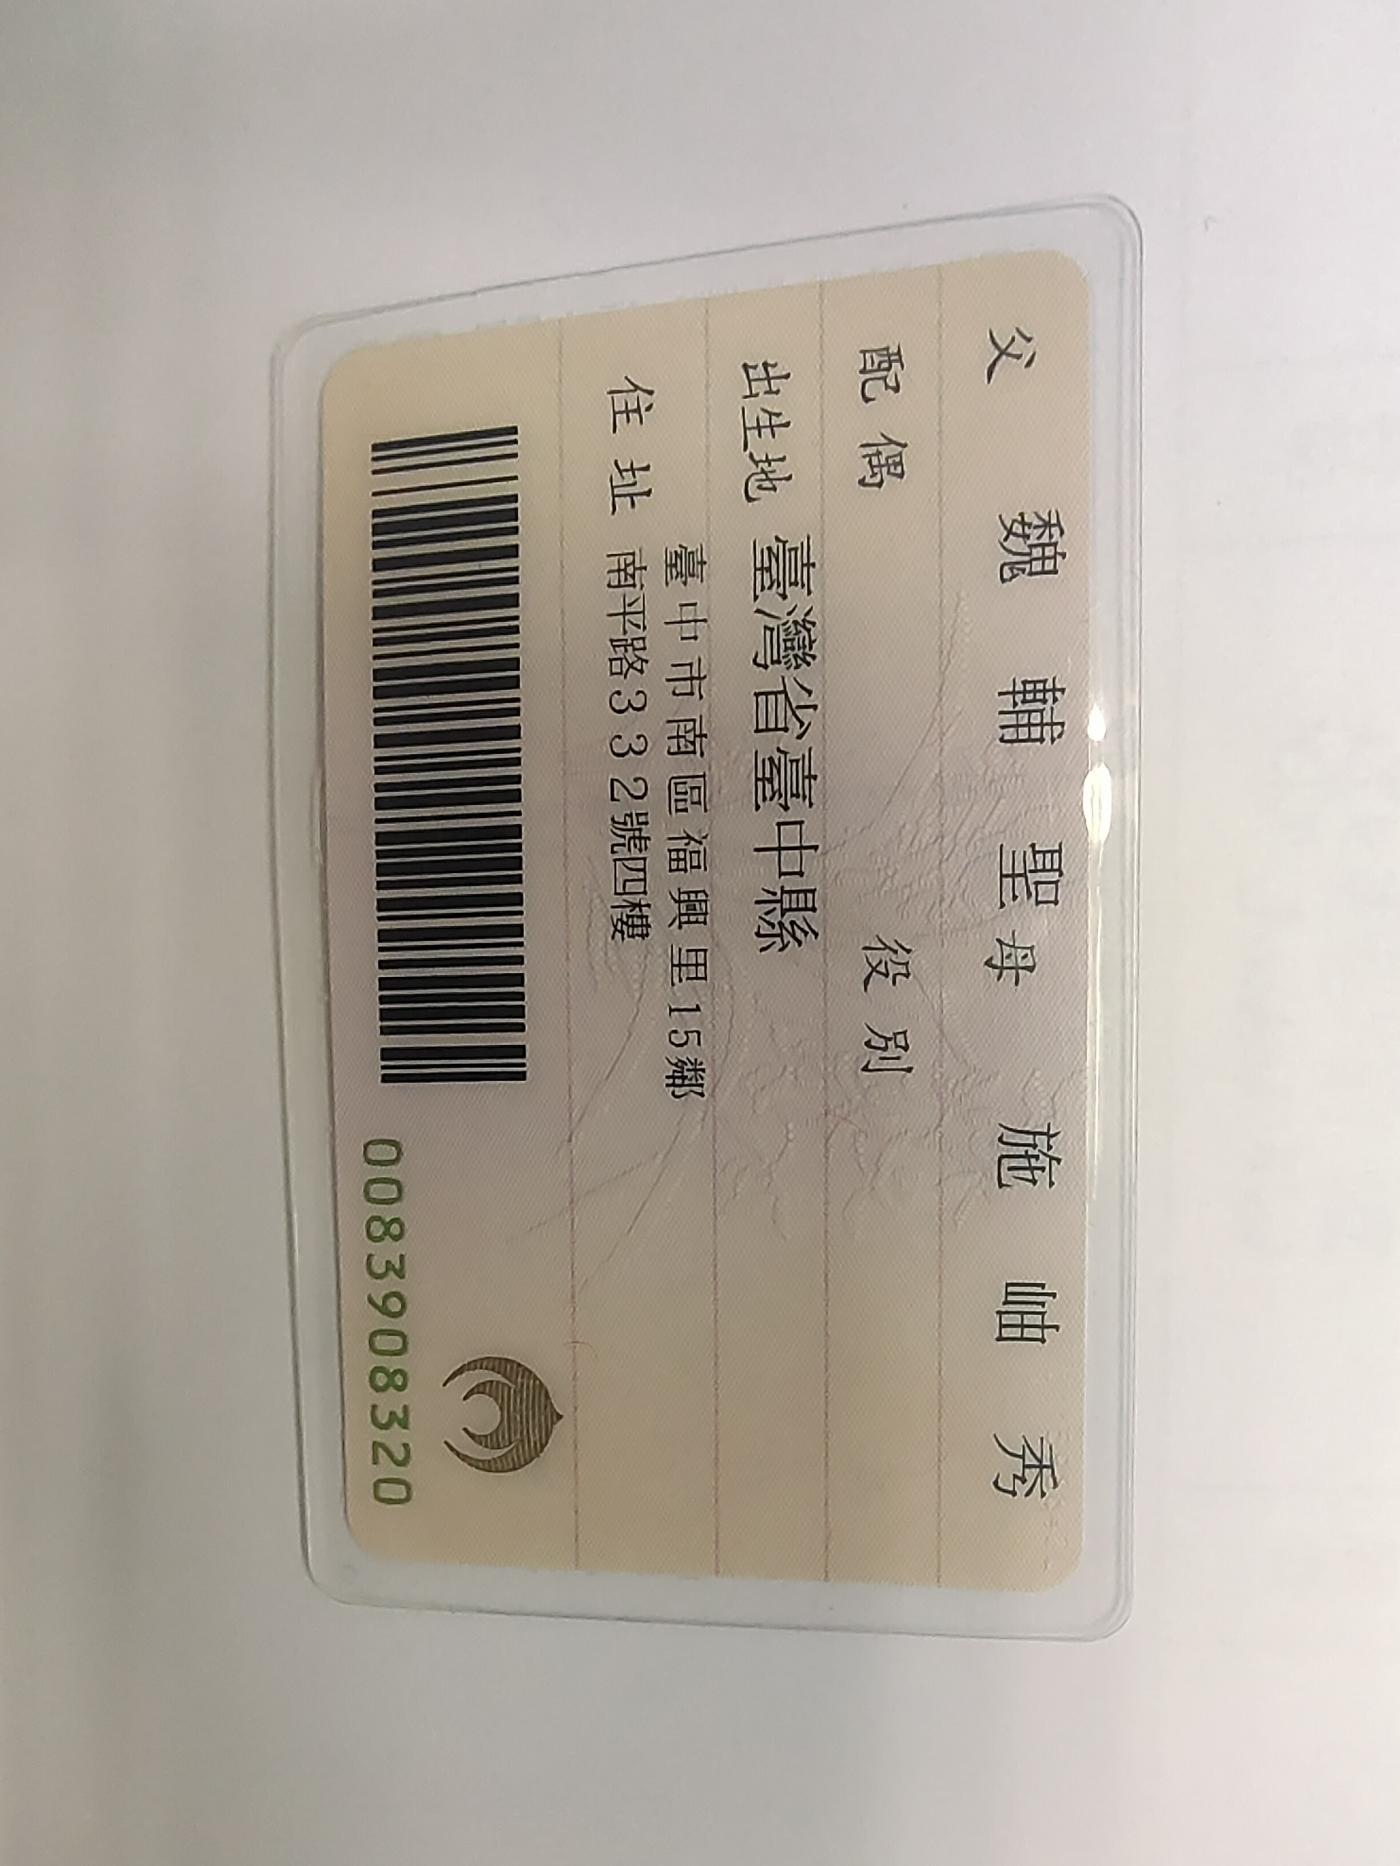 父 魏輔聖 母 施岫秀
配偶 役別
出生地 臺灣省臺中縣
住址 臺中市南區福興里15鄰
南平路332號四樓
0083908320